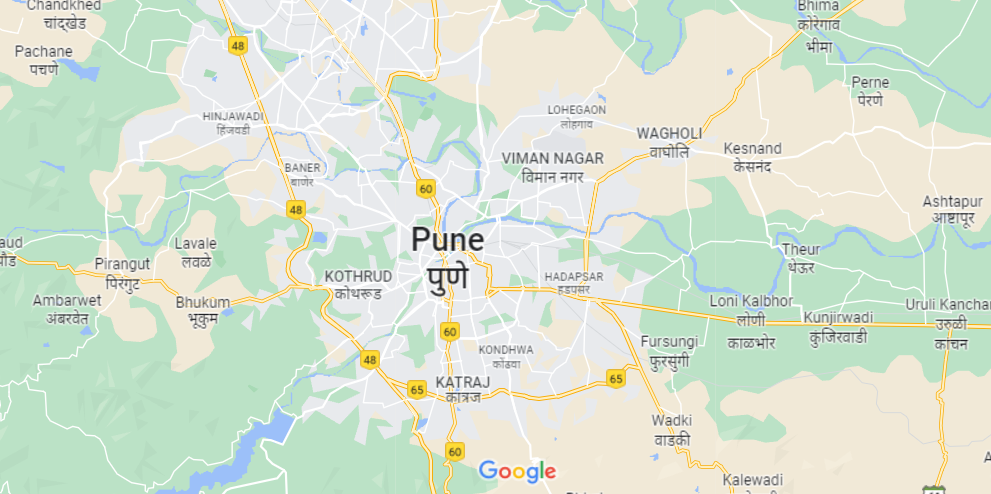 Chandkhed
चांदखेड
Bhima
कोरेगाव
भीमा
48
Pachane
पचणे
Perne
पेरणे
HINJAWADI
हिंजवडी
LOHEGAON
लोहगाव
WAGHOLI
वाघोलि
Kesnand
केसनंद
VIMAN NAGAR
विमान नगर
BANER
बाणेर
60
48
Ashtapur
आष्टापूर
Pune
पुणे
Lavale
लवळे
Theur
थेऊर
Pirangut
पिरंगुट
KOTHRUD
कोथरूड
HADAPSAR
हडपसर
Ambarwet
अंबरवेत
Bhukum
भूकुम
Loni Kalbhor
लोणी
काळभोर
Kunjirwadi
कुंजिरवाडी
Uruli Kanchan
उरुळी
कांचन
60
Fursungi
फुरसुंगी
KONDHWA
कोंढवा
48
65
KATRAJ
कात्रज
65
Wadki
वाडकी
60
Google
Kalewadi